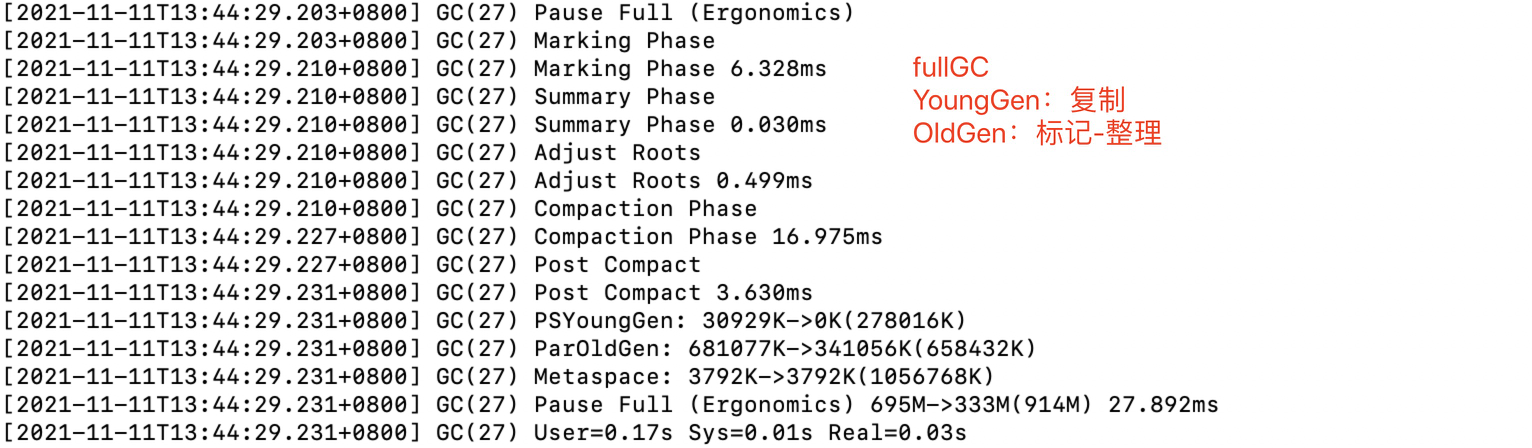 [2021-11-11T13:44:29.203+0800] GC(27) Pause Full (Ergonomics)
[2021-11-11T13:44:29.203+0800] GC(27) Marking Phase
[2021-11-11T13:44:29.210+0800] GC(27) Marking Phase 6.328ms
fullGC
[2021-11-11T13:44:29.210+0800] GC(27) Summary Phase
YoungGen：复制
[2021-11-11T13:44:29.210+0800] GC(27) Summary Phase 0.030ms
OldGen：标记-整理
[2021-11-11T13:44:29.210+0800] GC(27) Adjust Roots
[2021-11-11T13:44:29.210+0800] GC(27) Adjust Roots 0.499ms
[2021-11-11T13:44:29.210+0800] GC(27) Compaction Phase
[2021-11-11T13:44:29.227+0800] GC(27) Compaction Phase 16.975ms
[2021-11-11T13:44:29.227+0800] GC(27) Post Compact
[2021-11-11T13:44:29.231+0800] GC(27) Post Compact 3.630ms
[2021-11-11T13:44:29.231+0800] GC(27) PSYoungGen: 30929K->0K(278016K)
[2021-11-11T13:44:29.231+0800] GC(27) ParOldGen: 681077K->341056K(658432K)
[2021-11-11T13:44:29.231+0800] GC(27) Metaspace: 3792K->3792K(1056768K)
[2021-11-11T13:44:29.231+0800] GC(27) Pause Full (Ergonomics) 695M->333M(914M) 27.892ms
[2021-11-11T13:44:29.231+0800] GC(27) User=0.17s Sys=0.01s Real=0.03s